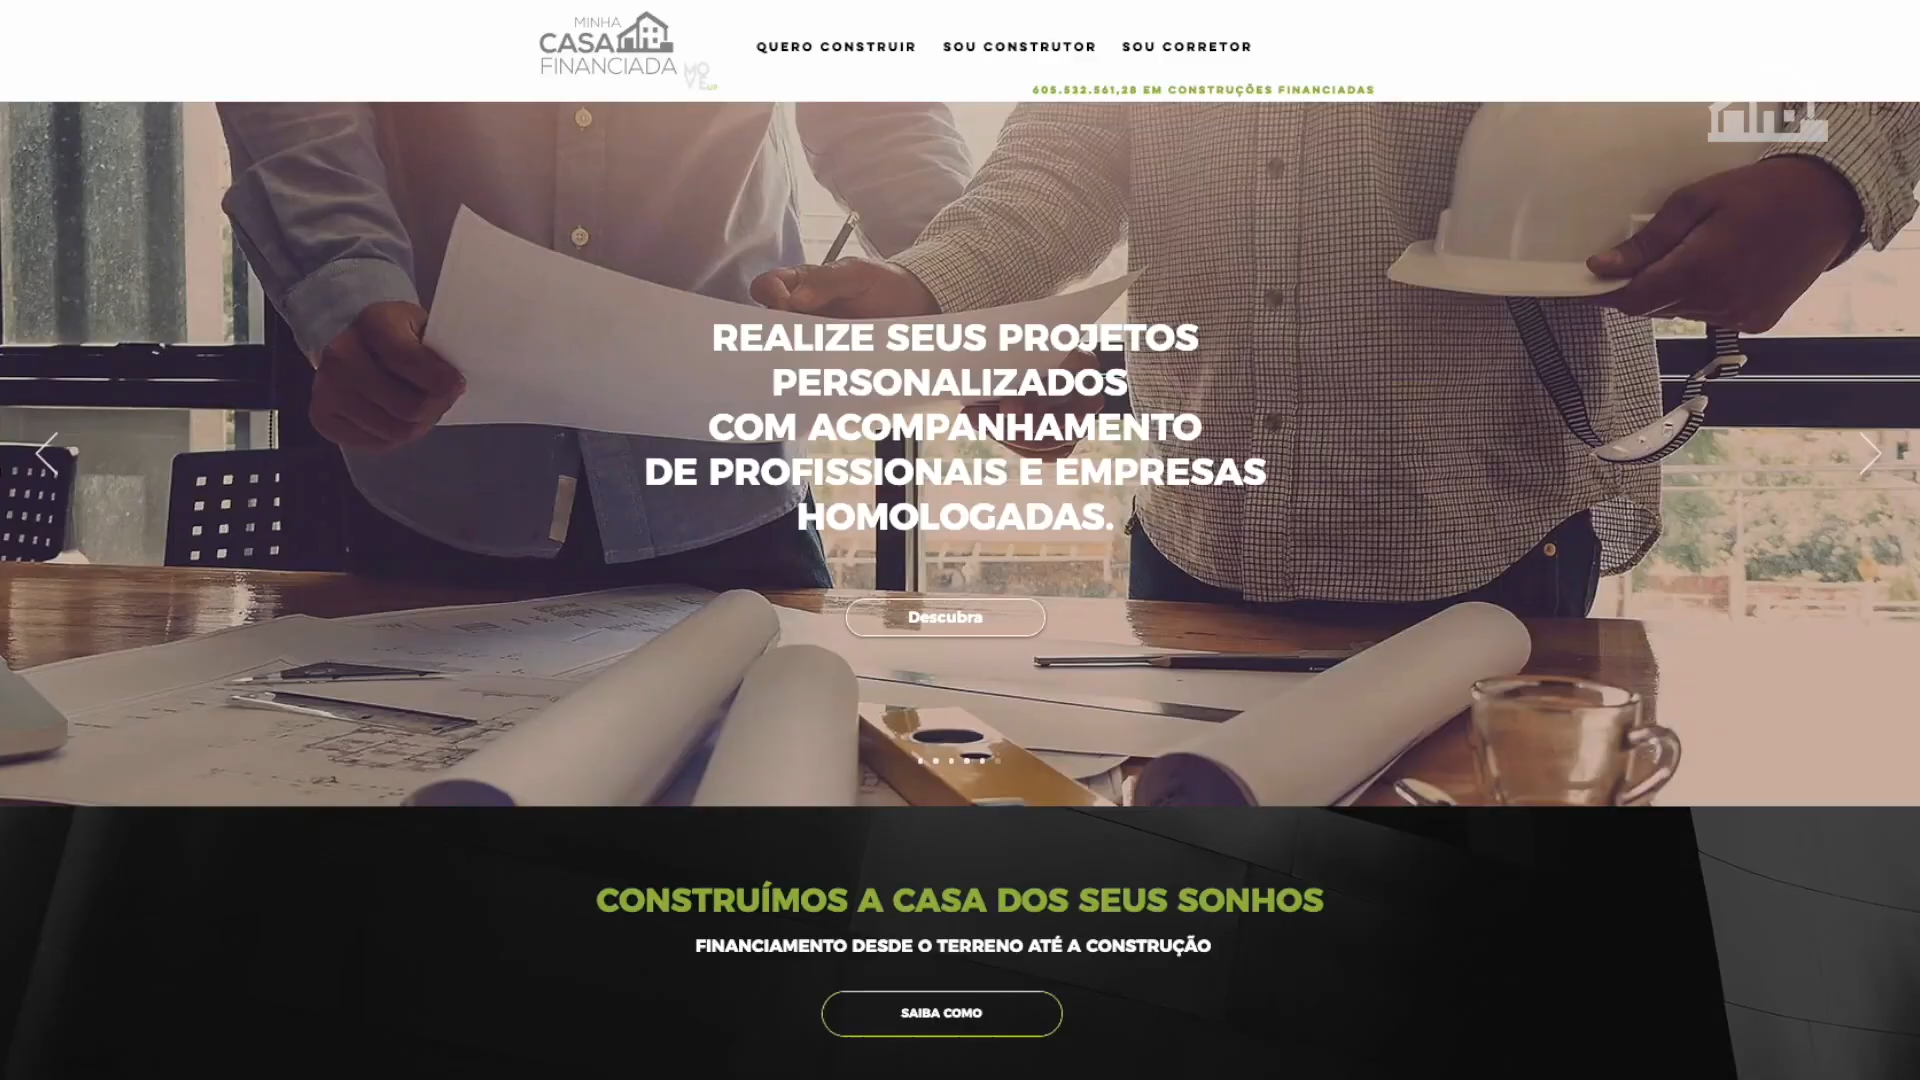 MINHA
CASA
FINANCIADA
MOVE UP
QUERO CONSTRUIR
SOU CONSTRUTOR
SOU CORRETOR
605.532.561,28 EM CONSTRUÇÕES FINANCIADAS
REALIZE SEUS PROJETOS
PERSONALIZADOS
COM ACOMPANHAMENTO
DE PROFISSIONAIS E EMPRESAS
HOMOLOGADAS.
Descubra
CONSTRUÍMOS A CASA DOS SEUS SONHOS
FINANCIAMENTO DESDE O TERRENO ATÉ A CONSTRUÇÃO
SAIBA COMO